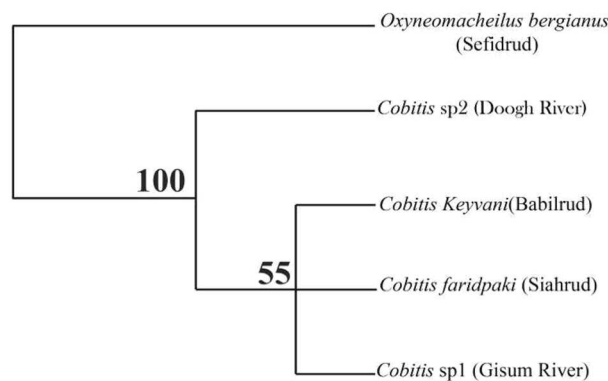 Oxyneomacheilus bergianus
(Sefidrud)
Cobitis sp2 (Doogh River)
100
Cobitis Keyvani(Babilrud)
55
Cobitis faridpaki (Siahrud)
Cobitis sp1 (Gisum River)